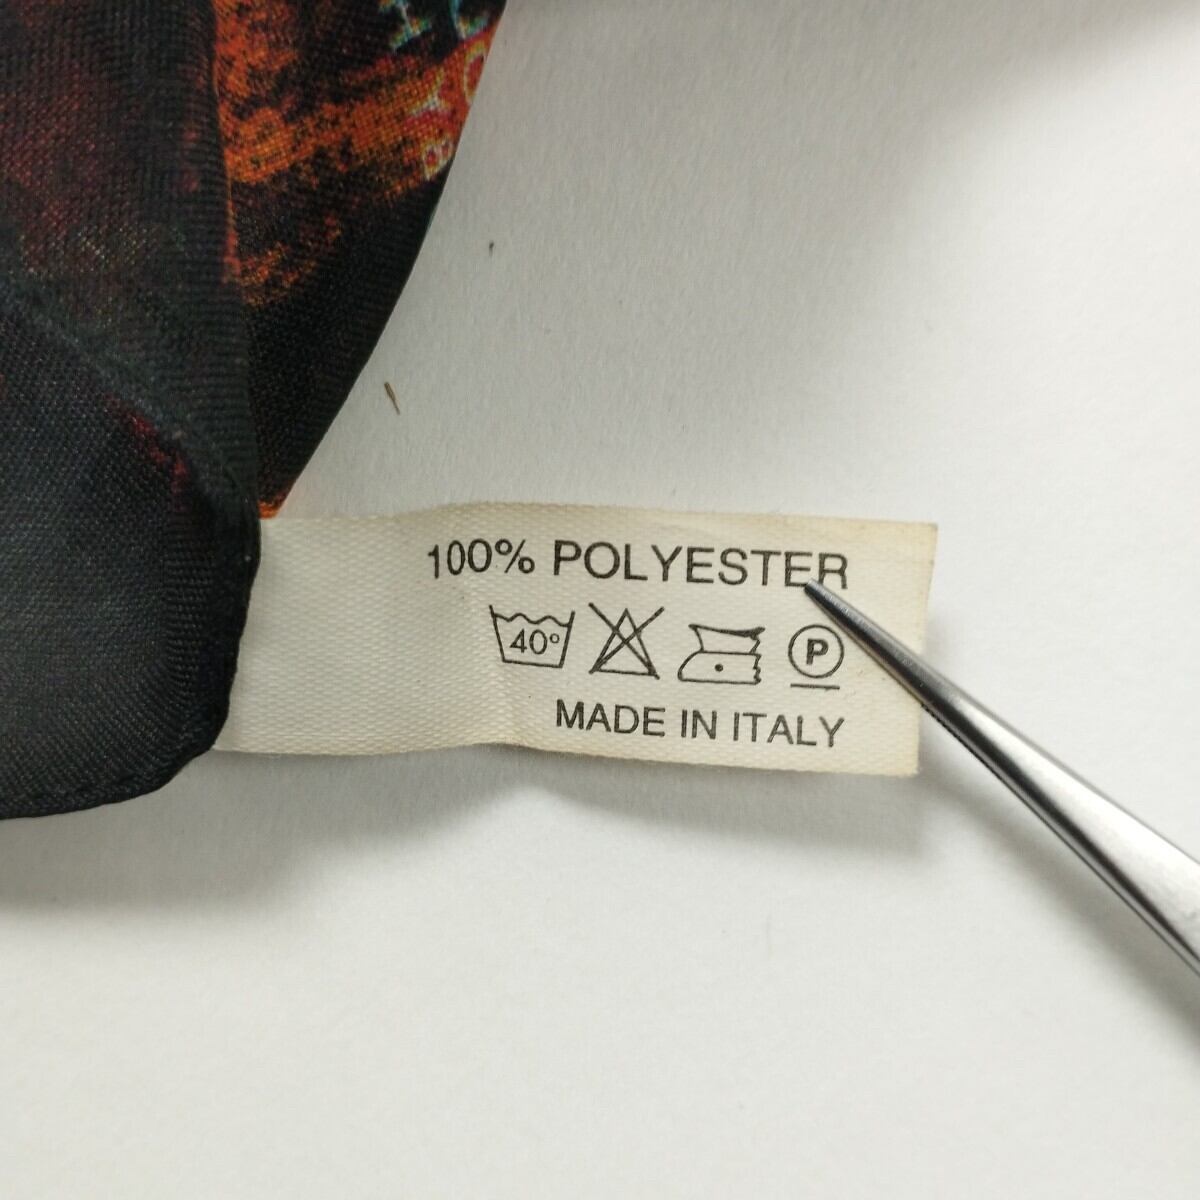 100% POLYESTER
40°
P
MADE IN ITALY